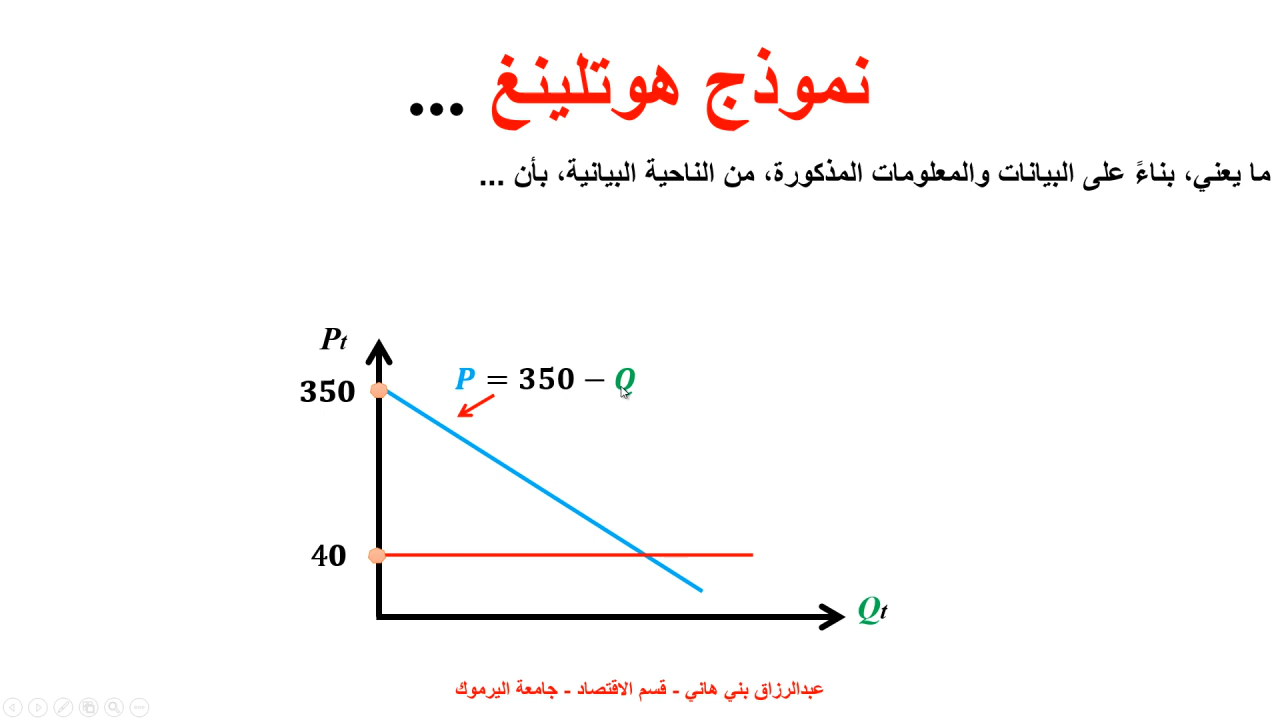 نموذج هوتلينغ ...
ما يعني، بناءً على البيانات والمعلومات المذكورة، من الناحية البيانية، بأن ...
Pt
350
P = 350 − Q
40
Qt
عبدالرزاق بني هاني - قسم الاقتصاد - جامعة اليرموك